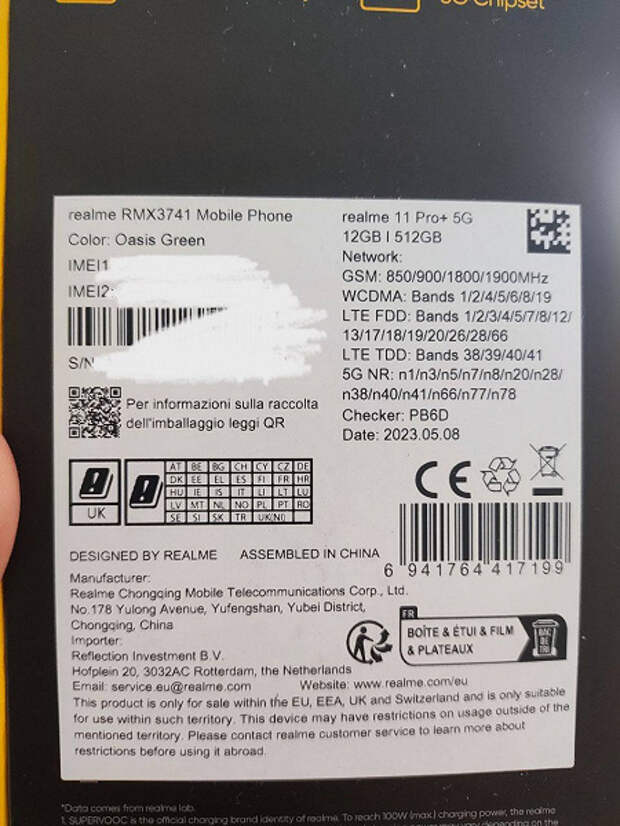 5G Chipset
realme RMX3741 Mobile Phone
Color: Oasis Green
IMEI1
IMEI2:
S/N
Per informazioni sulla raccolta
dell'imballaggio leggi QR
realme 11 Pro+ 5G
12GB | 512GB
Network:
GSM: 850/900/1800/1900MHz
WCDMA: Bands 1/2/4/5/6/8/19
LTE FDD: Bands 1/2/3/4/5/7/8/12/
13/17/18/19/20/26/28/66
LTE TDD: Bands 38/39/40/41
5G NR: n1/n3/n5/n7/n8/n20/n28/
n38/n40/n41/n66/n77/n78
Checker: PB6D
Date: 2023.05.08
CE
UK
AT BE BG CH CY CZ DE
DK EE EL ES FI FR HR
HU IE IS IT LI LT LU
LV MT NL NO PL PT RO
SE SI SK TR UK(NI)
6 941764 417199
DESIGNED BY REALME ASSEMBLED IN CHINA
Manufacturer:
Realme Chongqing Mobile Telecommunications Corp., Ltd.
No.178 Yulong Avenue, Yufengshan, Yubei District,
Chongqing, China
Importer:
Reflection Investment B.V.
Hofplein 20, 3032AC Rotterdam, the Netherlands
Email: service.eu@realme.com Website: www.realme.com/eu
FR
BOÎTE & ÉTUI & FILM
& PLATEAUX
BAC
DE
TRI
This product is only for sale within the EU, EEA, UK and Switzerland and is only suitable
for use within such territory. This device may have restrictions on usage outside of the
mentioned territory. Please contact realme customer service to learn more about
restrictions before using it abroad.
*Data comes from realme lab.
1. SUPERVOOC is the official charging brand identity of realme. To reach 100W (max.) charging power, the realme
depending on the